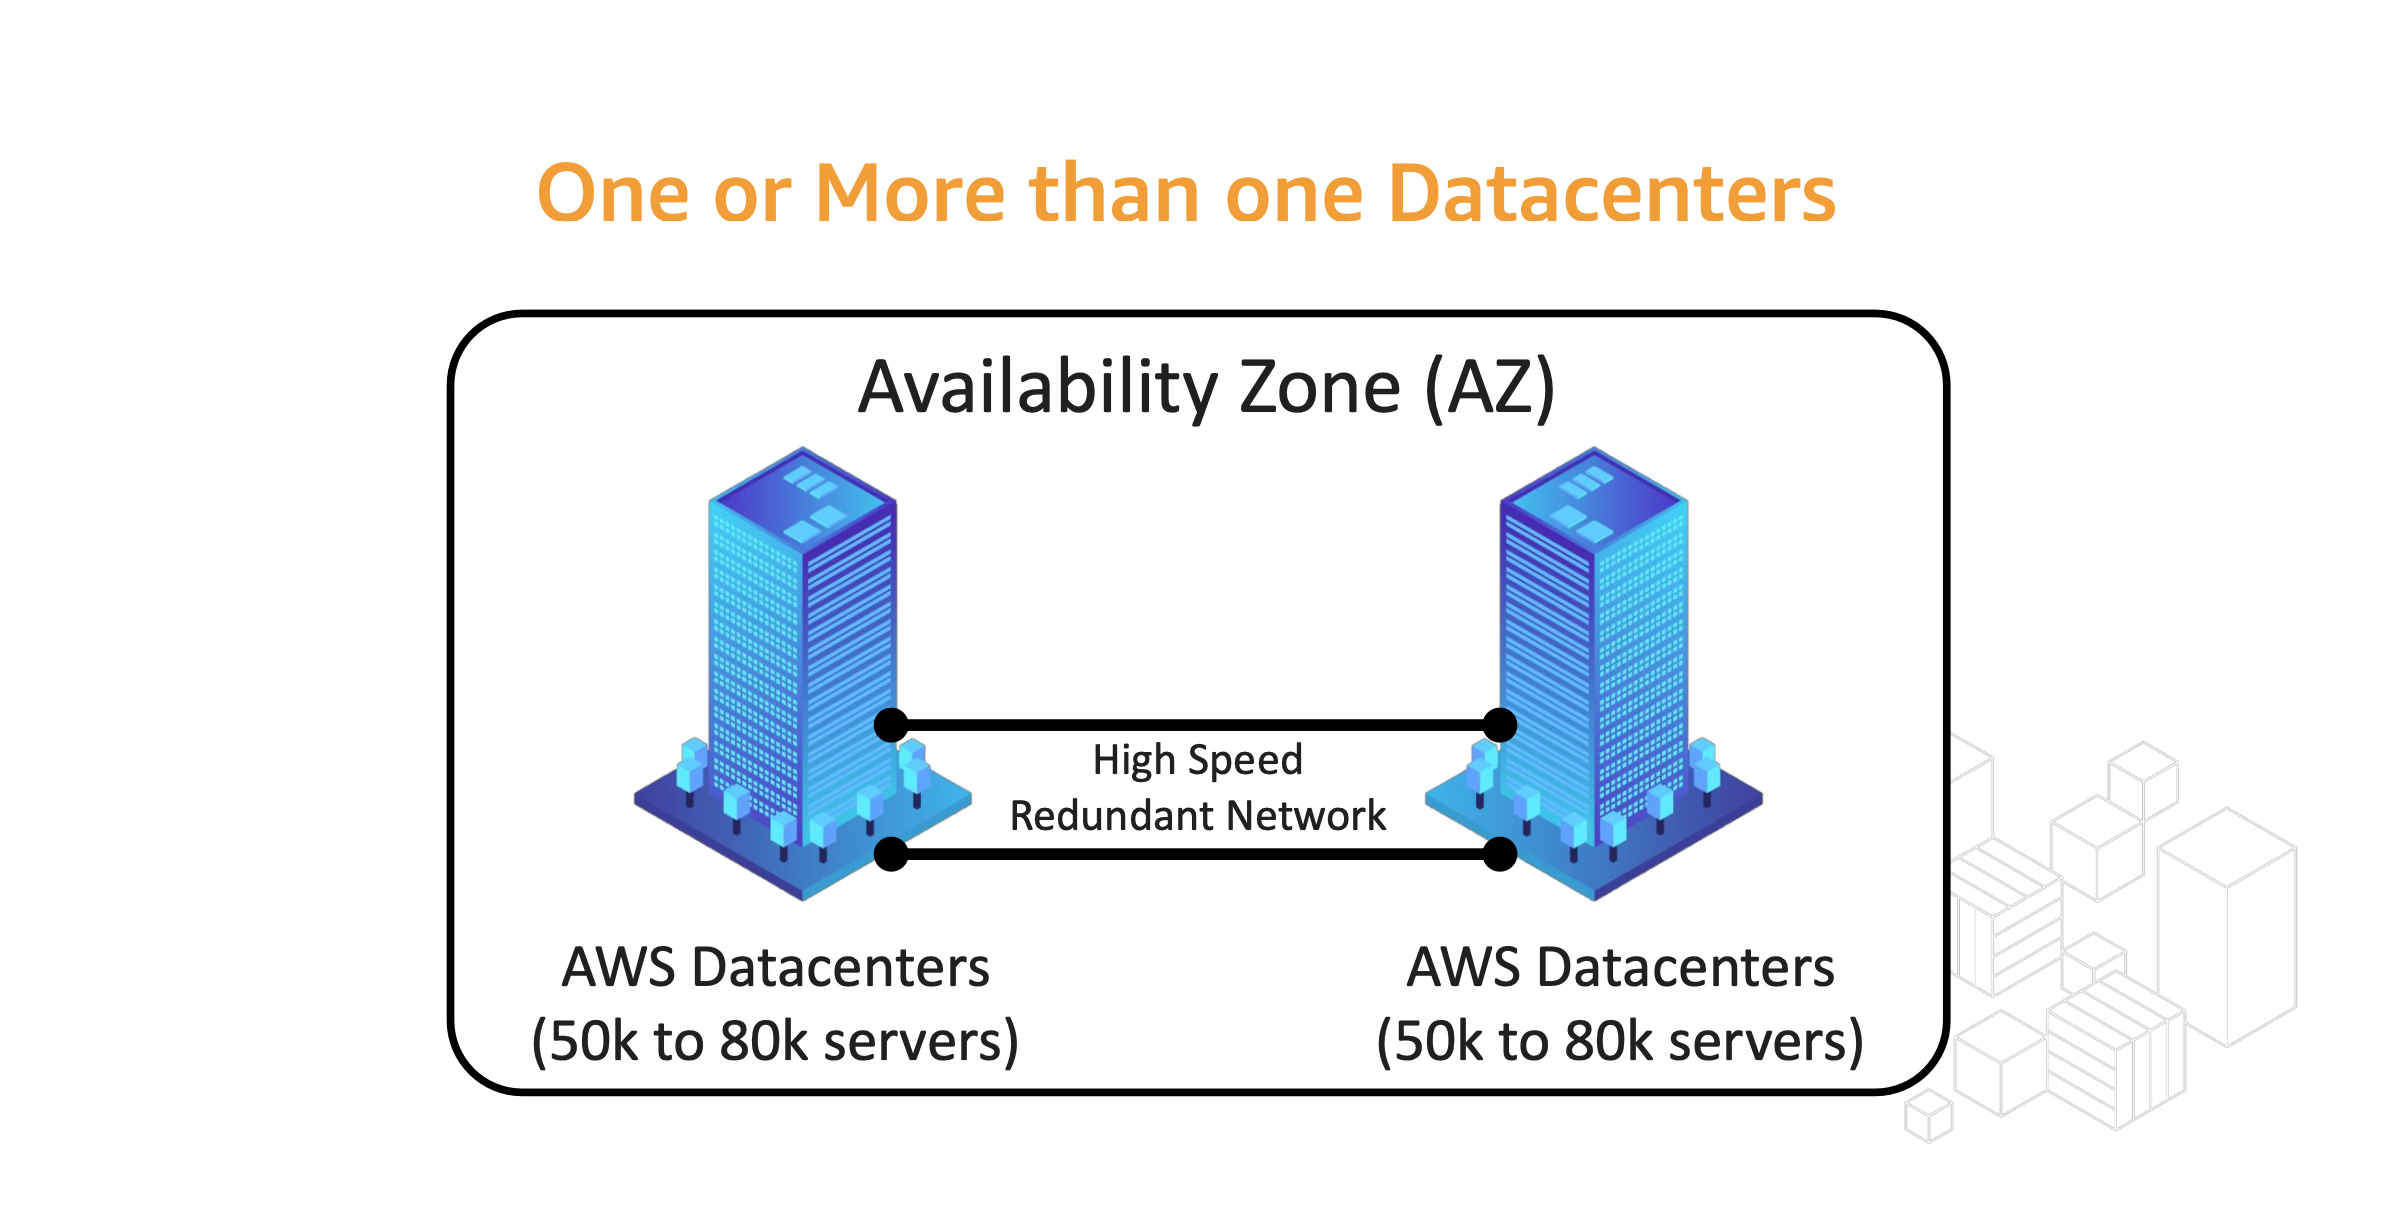 One or More than one Datacenters
Availability Zone (AZ)
High Speed
Redundant Network
AWS Datacenters
(50k to 80k servers)
AWS Datacenters
(50k to 80k servers)